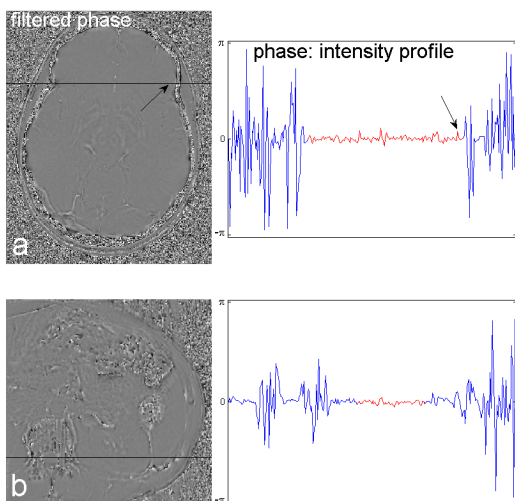 filtered phase
phase: intensity profile
π
0
-π
a
π
0
-π
b